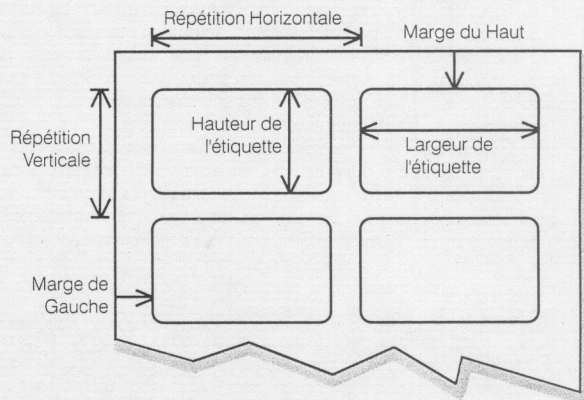 Répétition Horizontale
Marge du Haut
Répétition
Verticale
Hauteur de
l'étiquette
Largeur de
l'étiquette
Marge de
Gauche